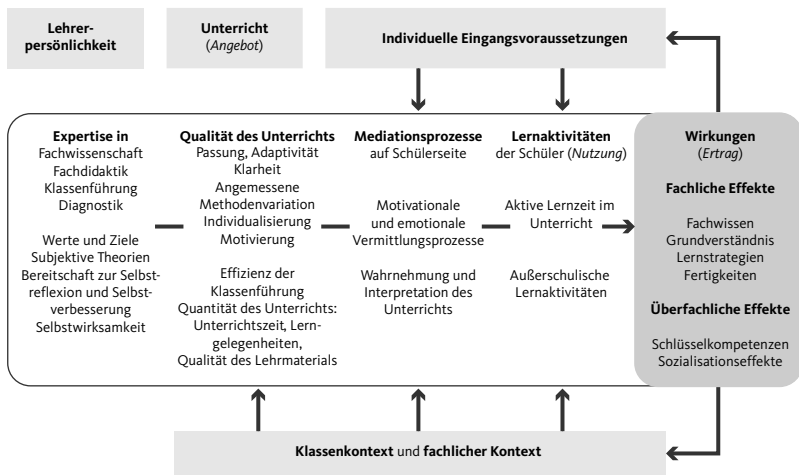 Lehrer-
persönlichkeit
Unterricht
(Angebot)
Individuelle Eingangsvoraussetzungen
Expertise in
Fachwissenschaft
Fachdidaktik
Klassenführung
Diagnostik
Werte und Ziele
Subjektive Theorien
Bereitschaft zur Selbst-
reflexion und Selbst-
verbesserung
Selbstwirksamkeit
Qualität des Unterrichts
Passung, Adaptivität
Klarheit
Angemessene
Methodenvariation
Individualisierung
Motivierung
Effizienz der
Klassenführung
Quantität des Unterrichts:
Unterrichtszeit, Lern-
gelegenheiten,
Qualität des Lehrmaterials
Mediationsprozesse
auf Schülerseite
Motivationale
und emotionale
Vermittlungsprozesse
Wahrnehmung und
Interpretation des
Unterrichts
Lernaktivitäten
der Schüler (Nutzung)
Aktive Lernzeit im
Unterricht
Außerschulische
Lernaktivitäten
Wirkungen
(Ertrag)
Fachliche Effekte
Fachwissen
Grundverständnis
Lernstrategien
Fertigkeiten
Überfachliche Effekte
Schlüsselkompetenzen
Sozialisationseffekte
Klassenkontext und fachlicher Kontext